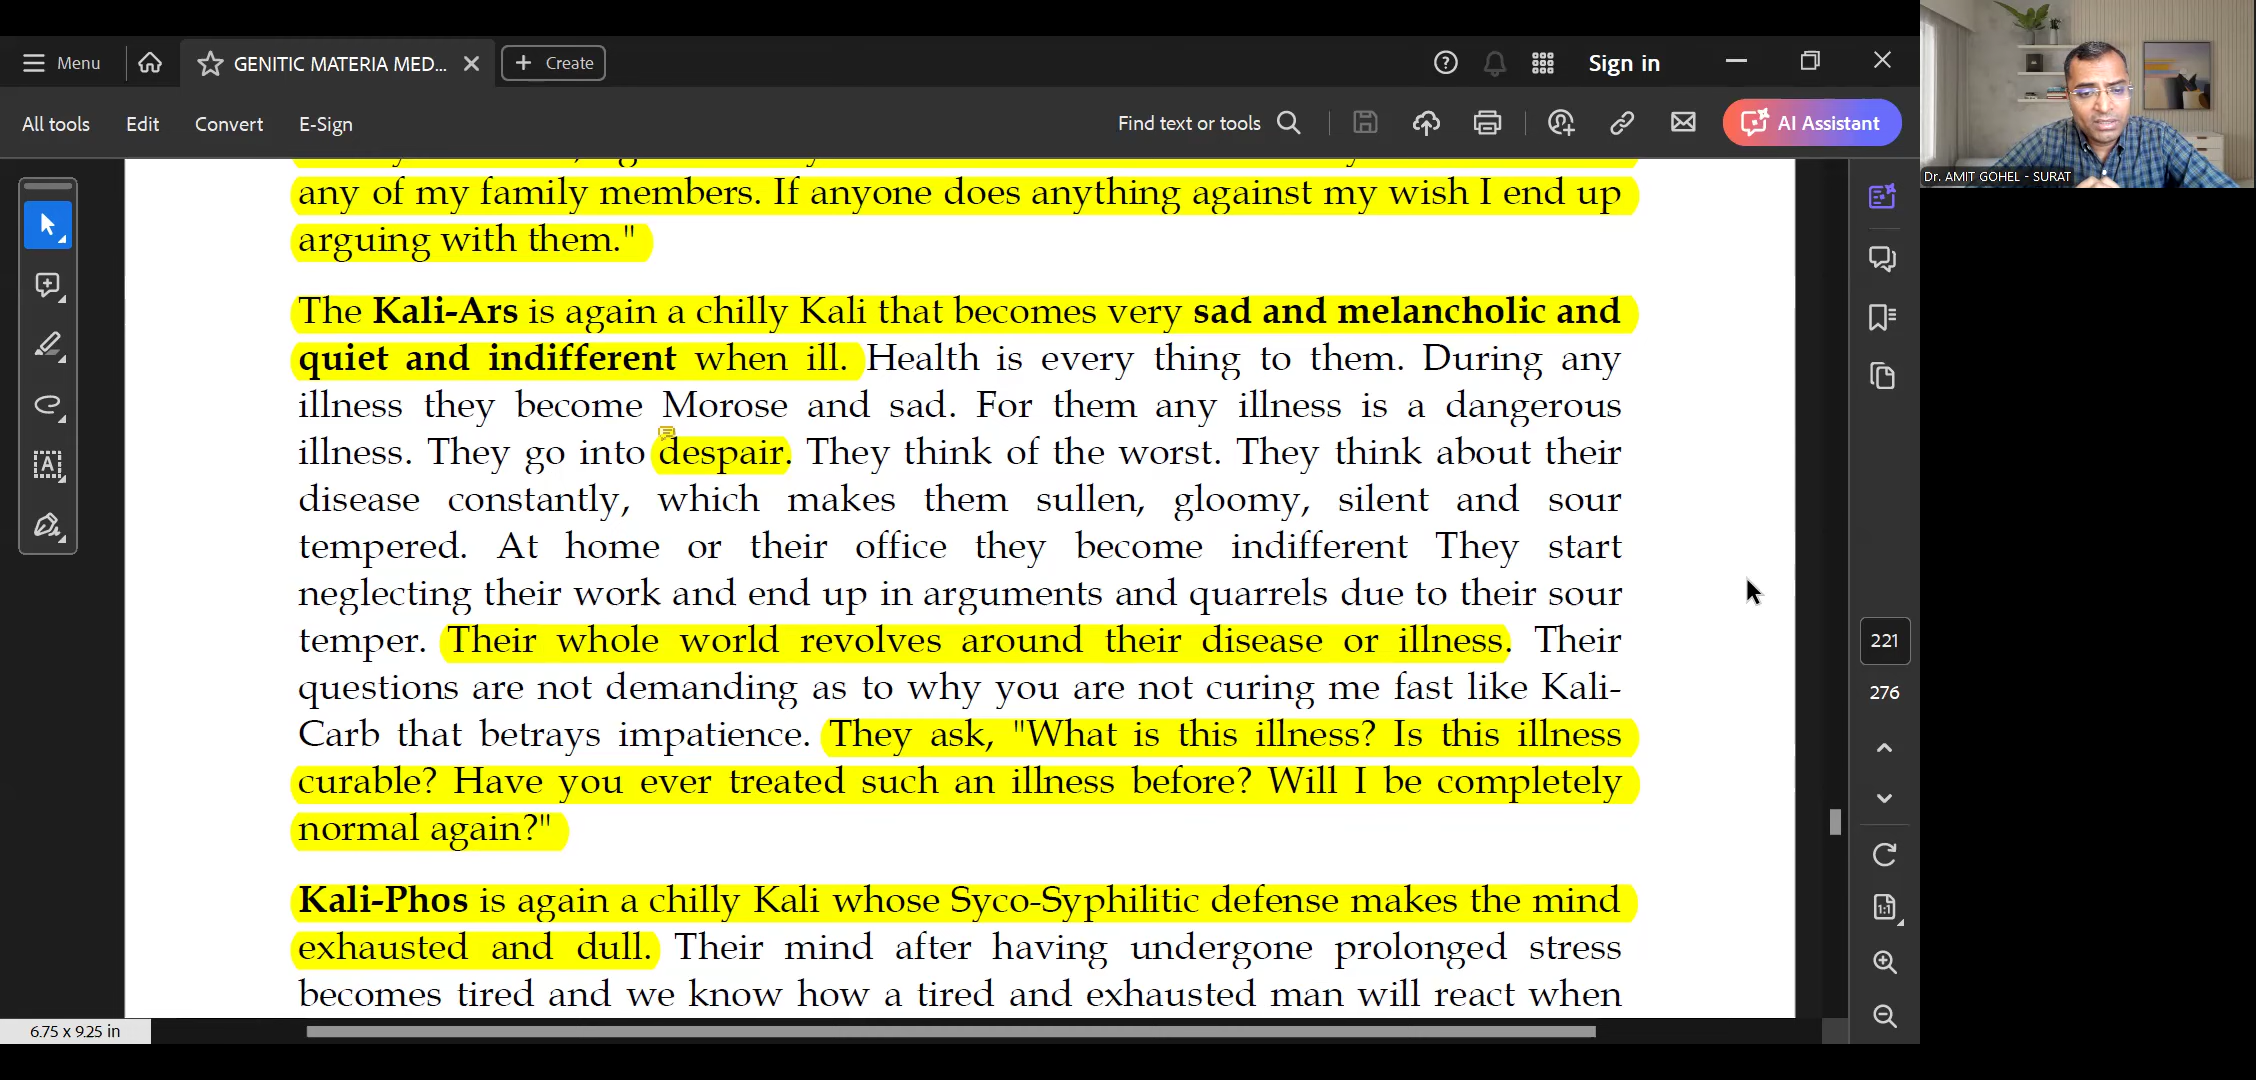 Menu
GENITIC MATERIA MED...
Create
Sign in
All tools
Edit
Convert
E-Sign
Find text or tools
AI Assistant
Dr. AMIT GOHEL - SURAT
any of my family members. If anyone does anything against my wish I end up
arguing with them."
The Kali-Ars is again a chilly Kali that becomes very sad and melancholic and
quiet and indifferent when ill. Health is every thing to them. During any
illness they become Morose and sad. For them any illness is a dangerous
illness. They go into despair. They think of the worst. They think about their
disease constantly, which makes them sullen, gloomy, silent and sour
tempered. At home or their office they become indifferent They start
neglecting their work and end up in arguments and quarrels due to their sour
temper. Their whole world revolves around their disease or illness. Their
questions are not demanding as to why you are not curing me fast like Kali-
Carb that betrays impatience. They ask, "What is this illness? Is this illness
curable? Have you ever treated such an illness before? Will I be completely
normal again?"
Kali-Phos is again a chilly Kali whose Syco-Syphilitic defense makes the mind
exhausted and dull. Their mind after having undergone prolonged stress
becomes tired and we know how a tired and exhausted man will react when
221
276
1:1
6.75 x 9.25 in